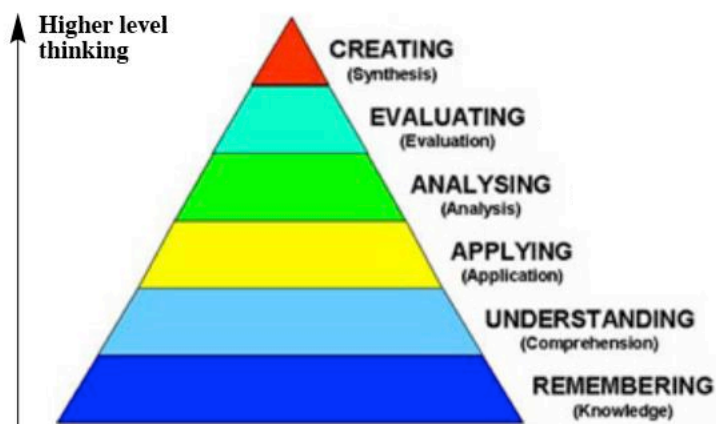 Higher level
thinking
CREATING
(Synthesis)
EVALUATING
(Evaluation)
ANALYSING
(Analysis)
APPLYING
(Application)
UNDERSTANDING
(Comprehension)
REMEMBERING
(Knowledge)